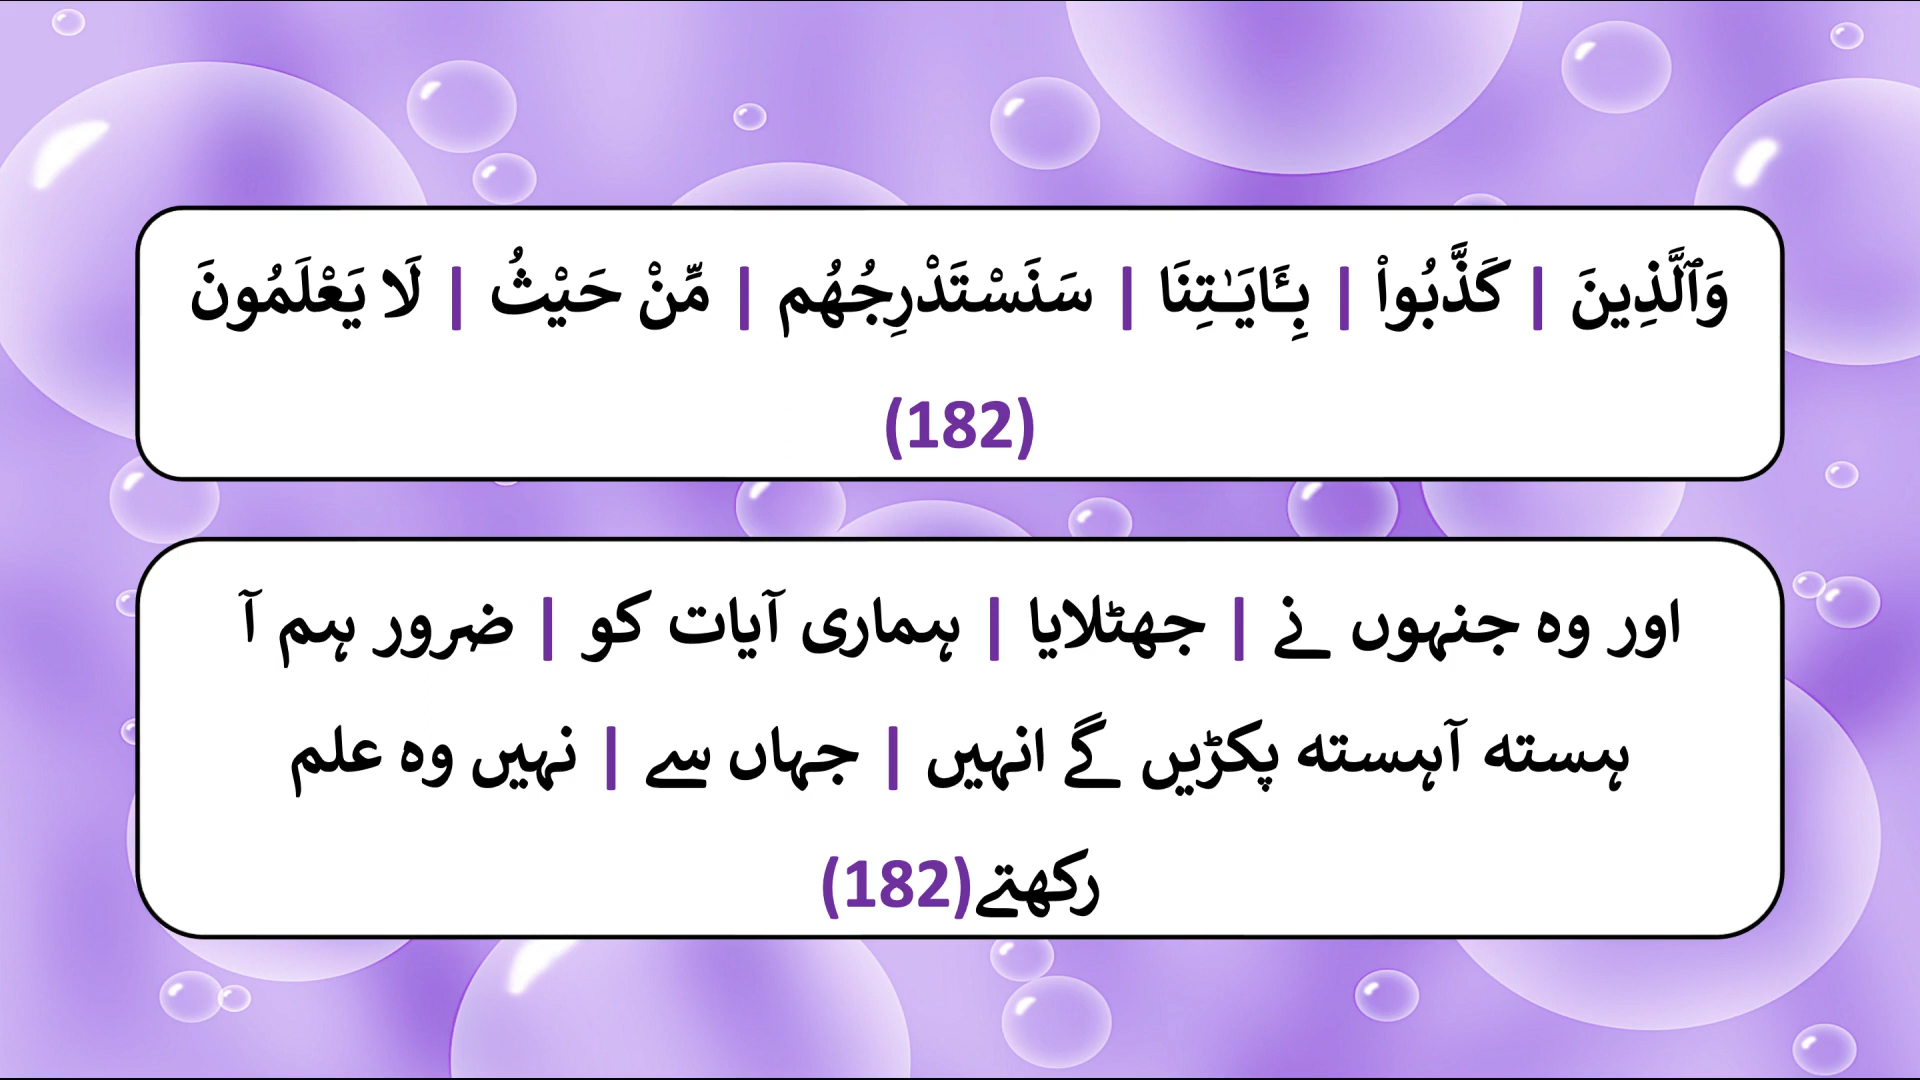 وَٱلَّذِينَ | كَذَّبُوا۟ | بِـَٔايَـٰتِنَا | سَنَسْتَدْرِجُهُم | مِّنْ حَيْثُ | لَا يَعْلَمُونَ
(182)
اور وہ جنہوں نے | جھٹلایا | ہماری آیات کو | ضرور ہم آ
ہستہ آہستہ پکڑیں گے انہیں | جہاں سے | نہیں وہ علم
رکھتے(182)